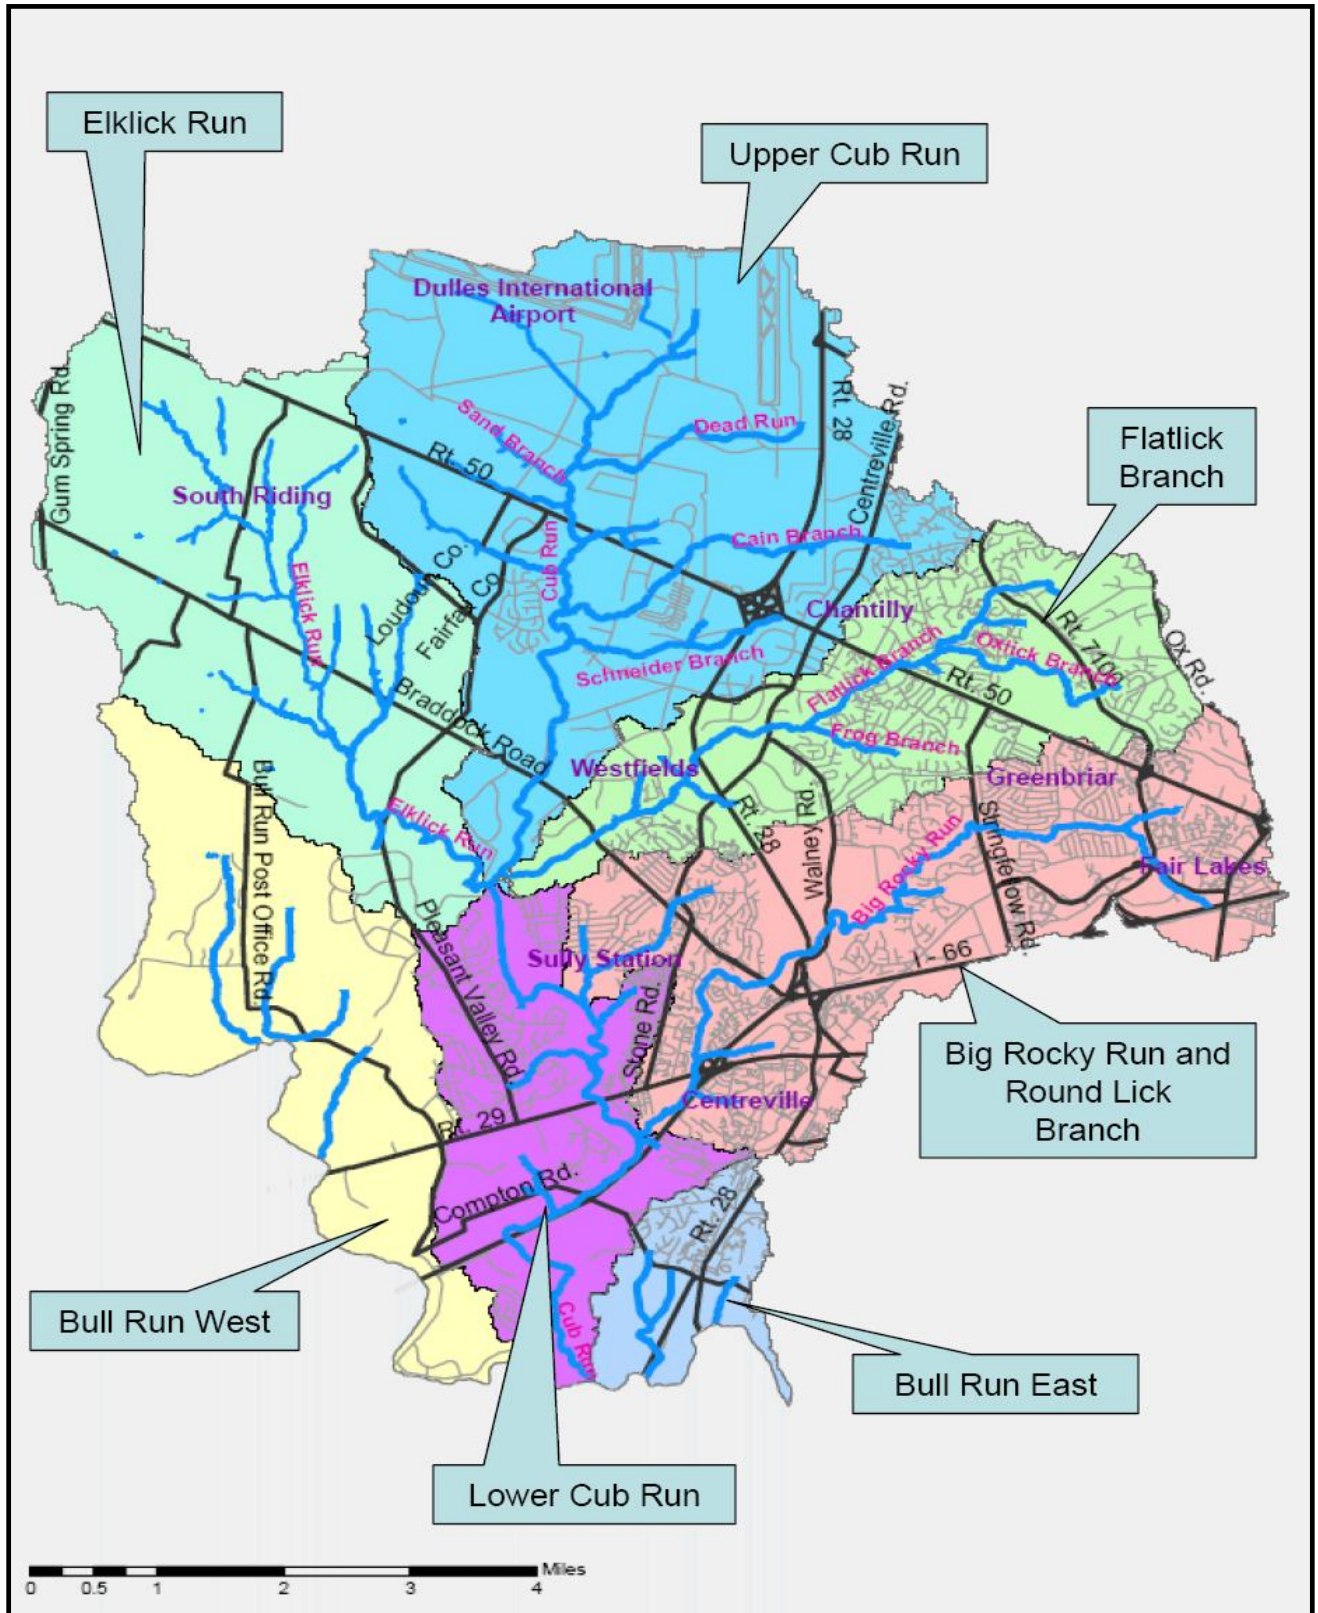 Elklick Run
Upper Cub Run
Dulles International
Airport
Gum Spring Rd.
Rt. 28
Centreville Rd.
Sand Branch
Dead Run
Rt. 50
Flatlick
Branch
South Riding
Cub Run
Cain Branch
Elklick Run
Loudoun Co.
Fairfax Co.
Chantilly
Rt. 7100
Ox Rd.
Flatlick Branch
Oxlick Branch
Schneider Branch
Rt. 50
Braddock Road
Frog Branch
Westfields
Greenbriar
Bull Run Post Office Rd.
Elklick Run
Rt. 28
Walney Rd.
Big Rocky Run
Stringfellow Rd.
Fair Lakes
Pleasant Valley Rd.
Sully Station
I - 66
Stone Rd.
Big Rocky Run and
Round Lick
Branch
Centreville
Rt. 29
Compton Rd.
Rt. 28
Bull Run West
Cub Run
Bull Run East
Lower Cub Run
Miles
0 0.5 1 2 3 4